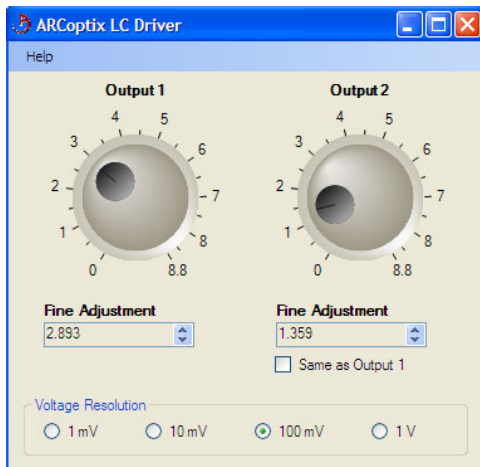 ARCoptix LC Driver
Help
Output 1
0
1
2
3
4
5
6
7
8
8.8
Output 2
0
1
2
3
4
5
6
7
8
8.8
Fine Adjustment
2.893
Fine Adjustment
1.359
Same as Output 1
Voltage Resolution
1 mV
10 mV
100 mV
1 V